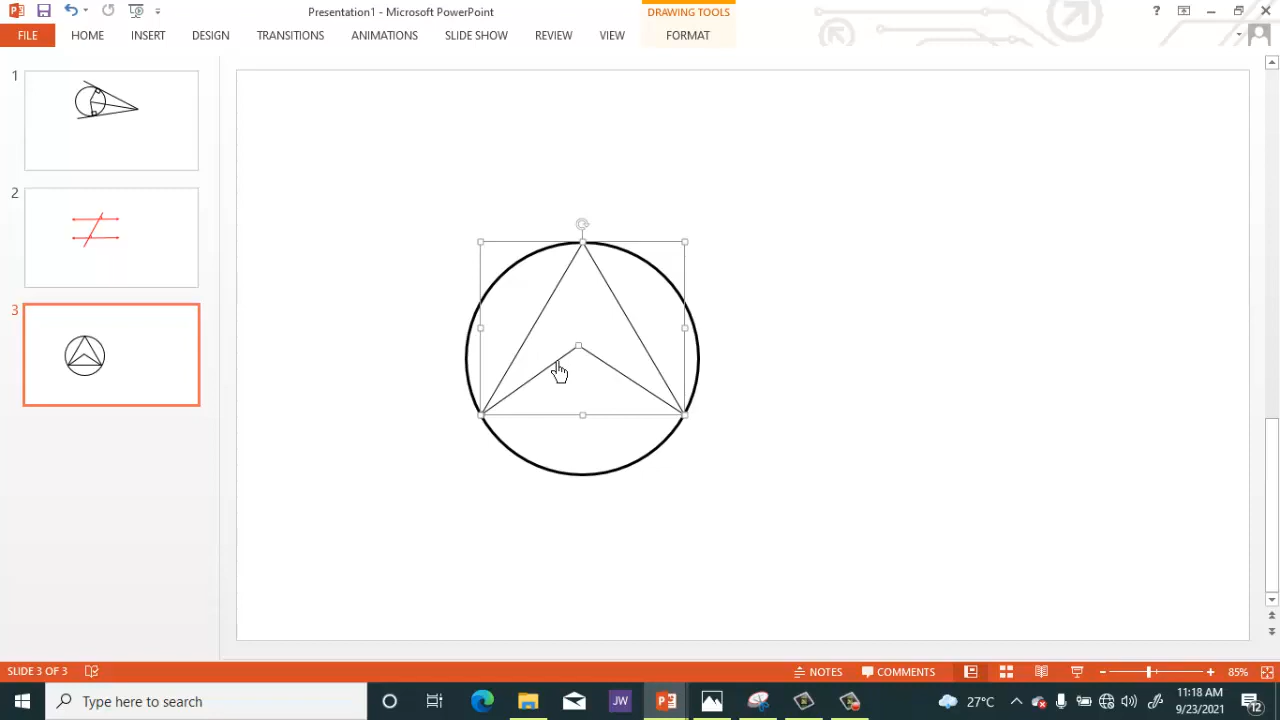 Presentation1 - Microsoft PowerPoint
DRAWING TOOLS
?
FILE HOME INSERT DESIGN TRANSITIONS ANIMATIONS SLIDE SHOW REVIEW VIEW FORMAT
1
2
3
SLIDE 3 OF 3
NOTES
COMMENTS
85%
Type here to search
JW
27°C
11:18 AM
9/23/2021
12